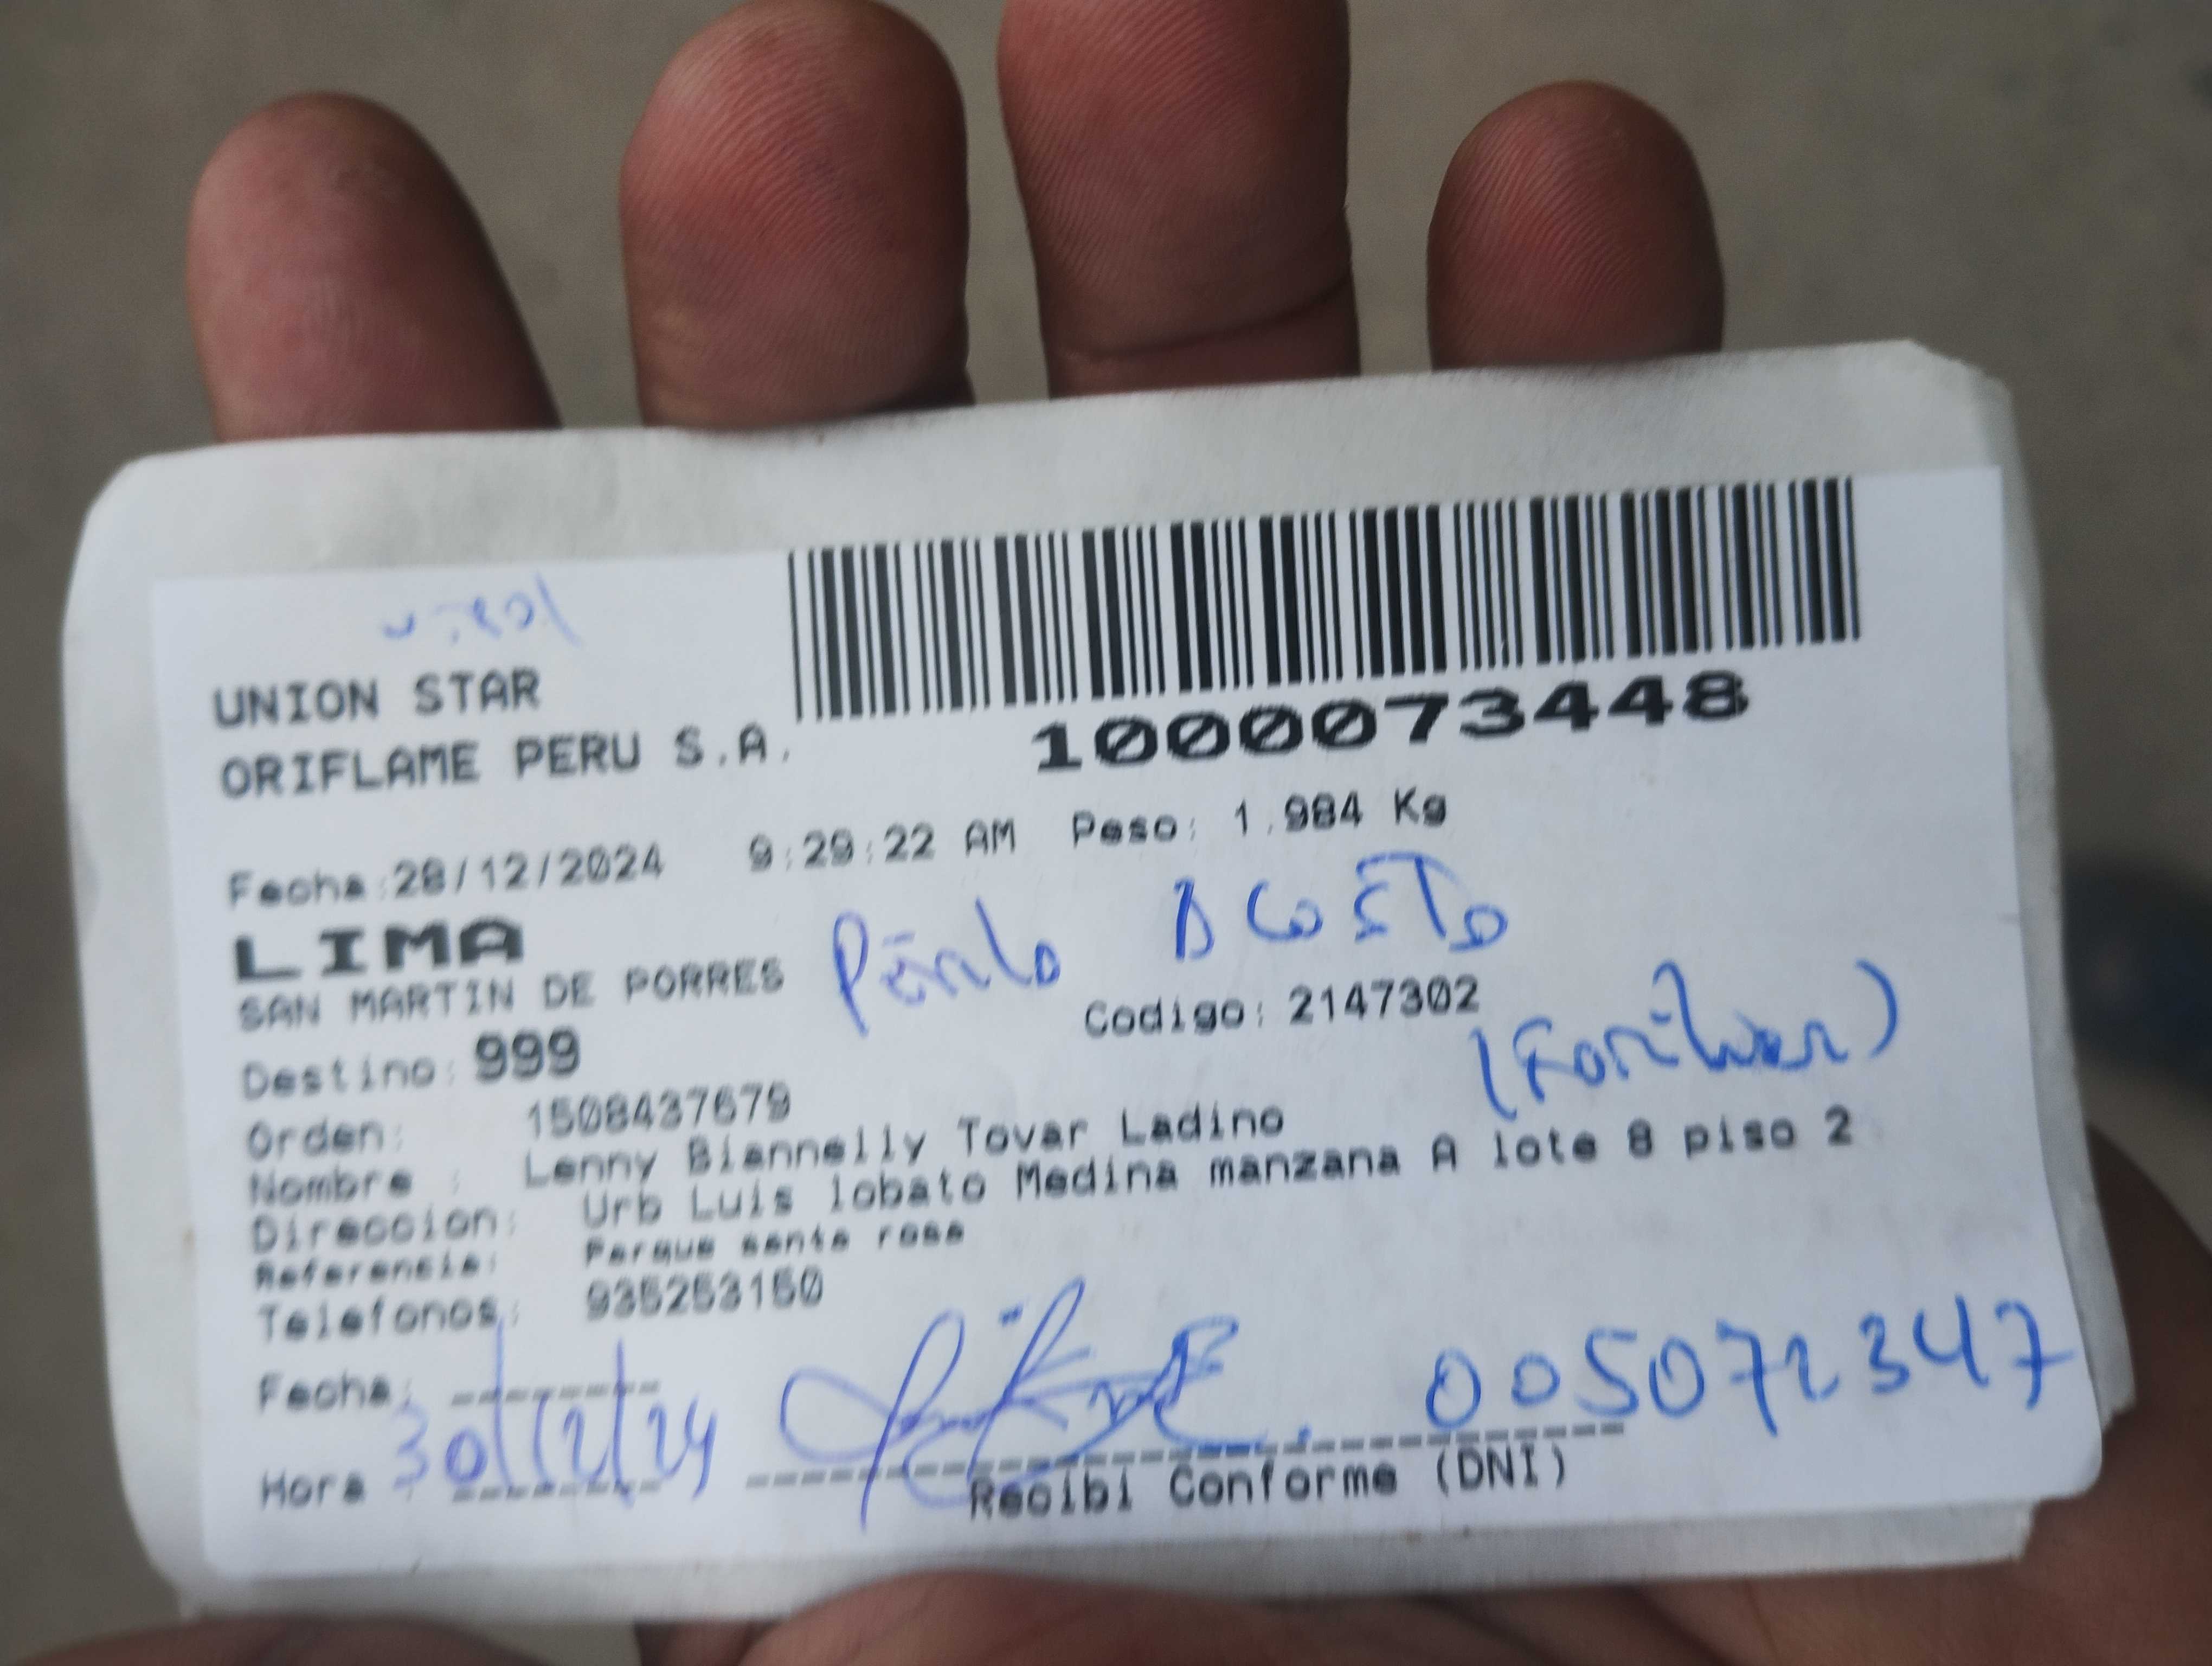 UNION STAR
ORIFLAME PERU S.A.
1000073448
Fecha:28/12/2024 9:29:22 AM Peso: 1.984 Kg
LIMA
SAN MARTIN DE PORRES
Codigo: 2147302
Destino: 999
(Familiar)
Orden: 1508437679
Nombre : Lenny Biannelly Tovar Ladino
Direccion: Urb Luis lobato Medina manzana A lote 8 piso 2
Referencia: Parque santa rosa
Telefonos: 935253150
Fecha:
30/12/24
005072347
Hora :
Recibi Conforme (DNI)